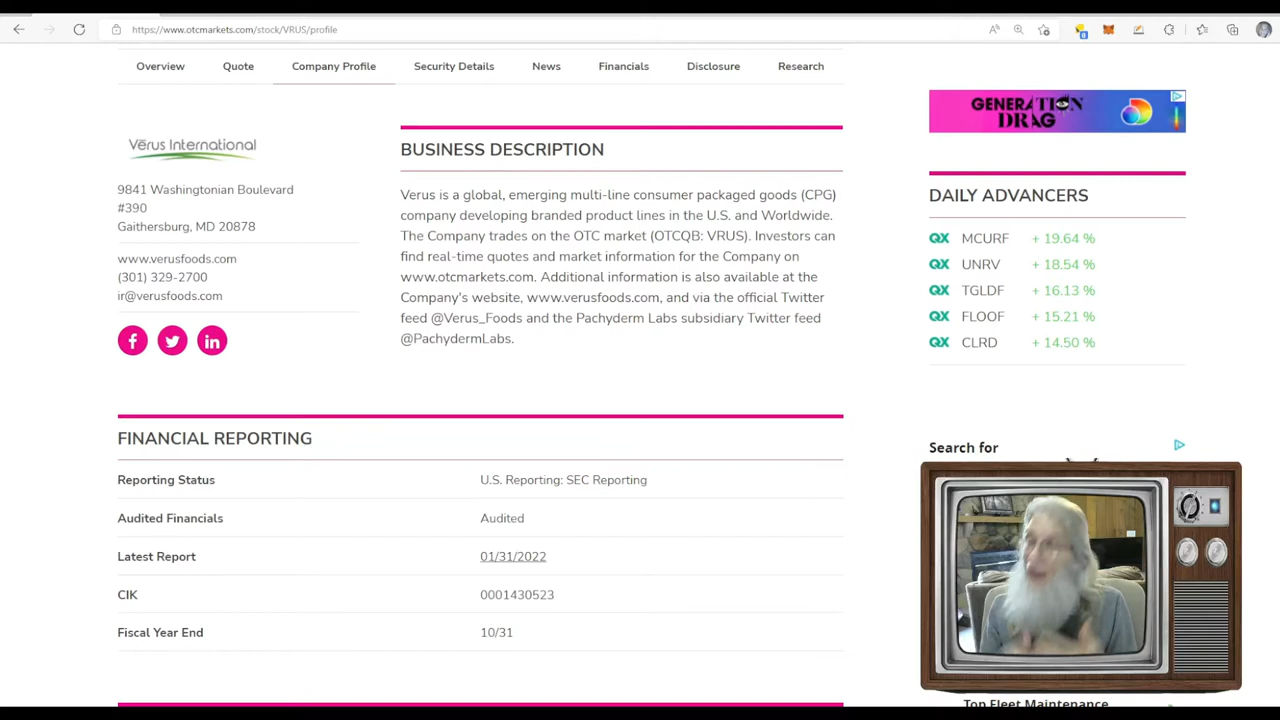 https://www.otcmarkets.com/stock/VRUS/profile
Overview
Quote
Company Profile
Security Details
News
Financials
Disclosure
Research
Vērus International
9841 Washingtonian Boulevard
#390
Gaithersburg, MD 20878
www.verusfoods.com
(301) 329-2700
ir@verusfoods.com
BUSINESS DESCRIPTION
Verus is a global, emerging multi-line consumer packaged goods (CPG)
company developing branded product lines in the U.S. and Worldwide.
The Company trades on the OTC market (OTCQB: VRUS). Investors can
find real-time quotes and market information for the Company on
www.otcmarkets.com. Additional information is also available at the
Company's website, www.verusfoods.com, and via the official Twitter
feed @Verus_Foods and the Pachyderm Labs subsidiary Twitter feed
@PachydermLabs.
FINANCIAL REPORTING
Reporting Status U.S. Reporting: SEC Reporting
Audited Financials Audited
Latest Report 01/31/2022
CIK 0001430523
Fiscal Year End 10/31
GENERATION
DRAG
DAILY ADVANCERS
QX MCURF + 19.64 %
QX UNRV + 18.54 %
QX TGLDF + 16.13 %
QX FLOOF + 15.21 %
QX CLRD + 14.50 %
Search for
Top Fleet Maintenance